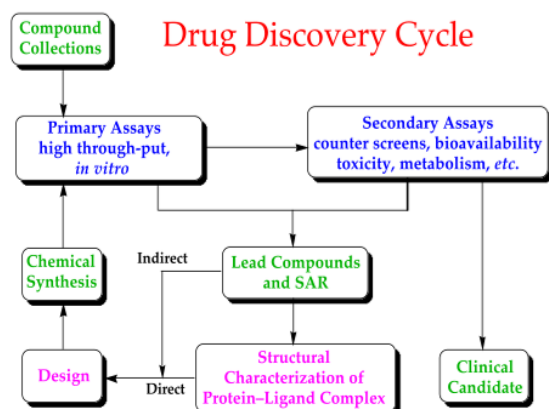 Compound
Collections
Drug Discovery Cycle
Primary Assays
high through-put,
in vitro
Secondary Assays
counter screens, bioavailability
toxicity, metabolism, etc.
Chemical
Synthesis
Indirect
Lead Compounds
and SAR
Design
Direct
Structural
Characterization of
Protein–Ligand Complex
Clinical
Candidate